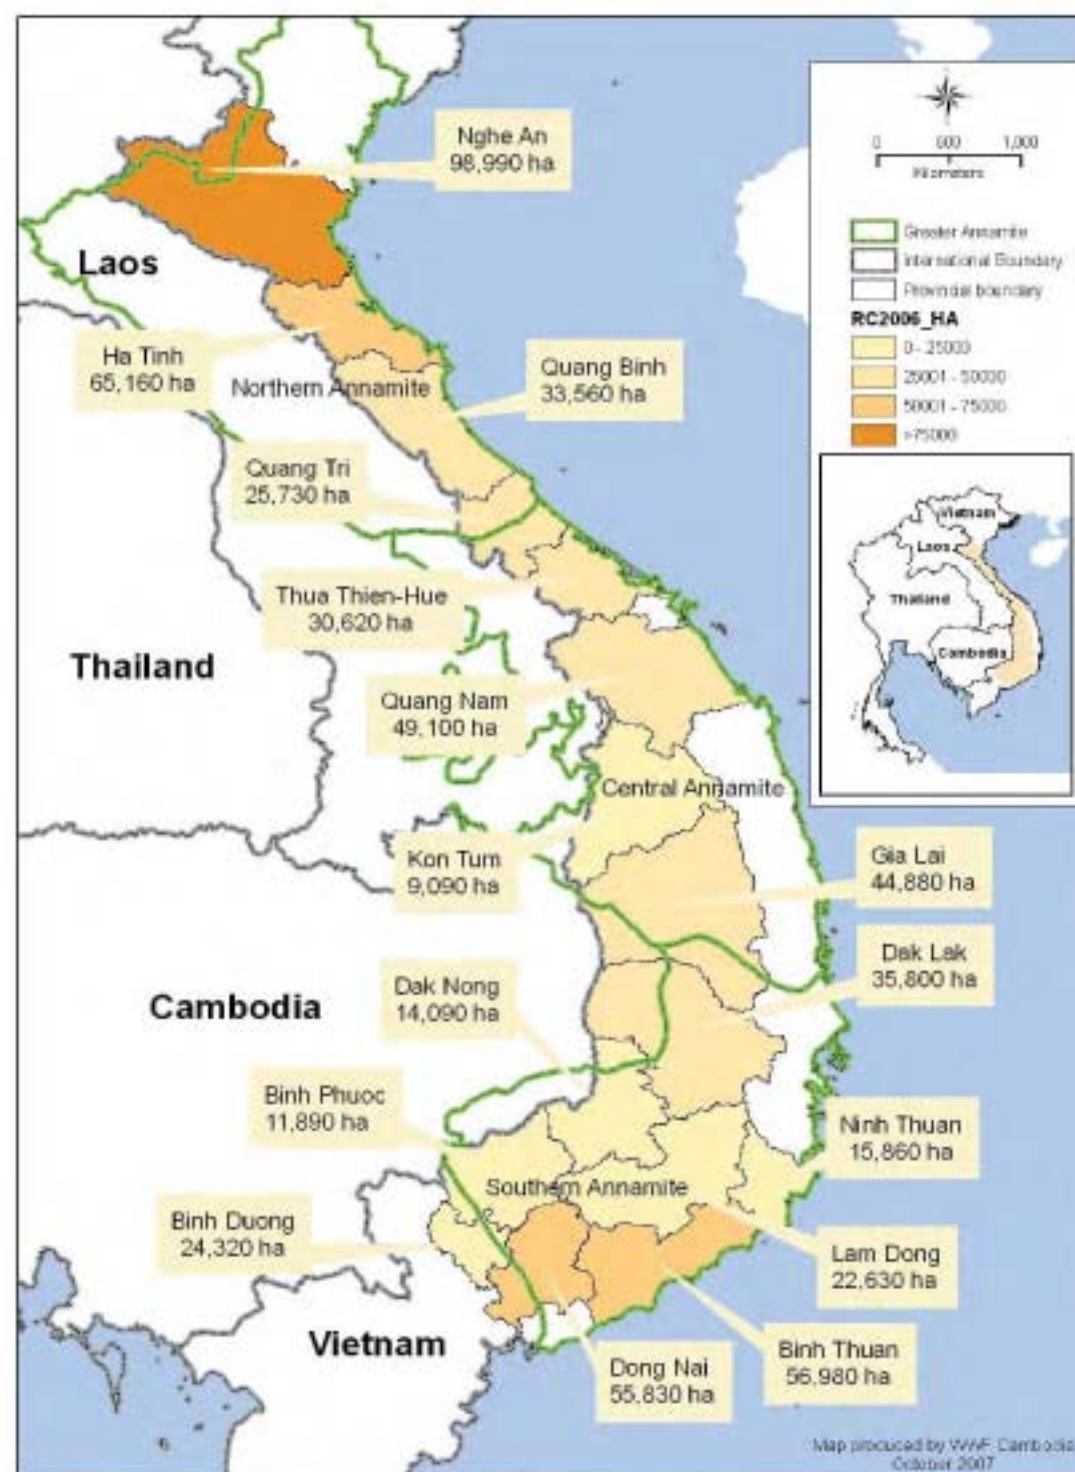 Nghe An
98,990 ha
Laos
Ha Tinh
65,160 ha
Northern Annamite
Quang Binh
33,560 ha
Quang Tri
25,730 ha
Thua Thien-Hue
30,620 ha
Thailand
Quang Nam
49,100 ha
Central Annamite
Kon Tum
9,090 ha
Gia Lai
44,880 ha
Dak Lak
35,800 ha
Dak Nong
14,090 ha
Cambodia
Binh Phuoc
11,890 ha
Ninh Thuan
15,860 ha
Southern Annamite
Binh Duong
24,320 ha
Lam Dong
22,630 ha
Vietnam
Binh Thuan
56,980 ha
Dong Nai
55,830 ha
0 500 1,000
Kilometers
Greater Annamite
International Boundary
Provincial boundary
RC2006_HA
0 - 25000
25001 - 50000
50001 - 75000
>75000
Vietnam
Laos
Thailand
Cambodia
Map produced by WWF Cambodia
October 2007